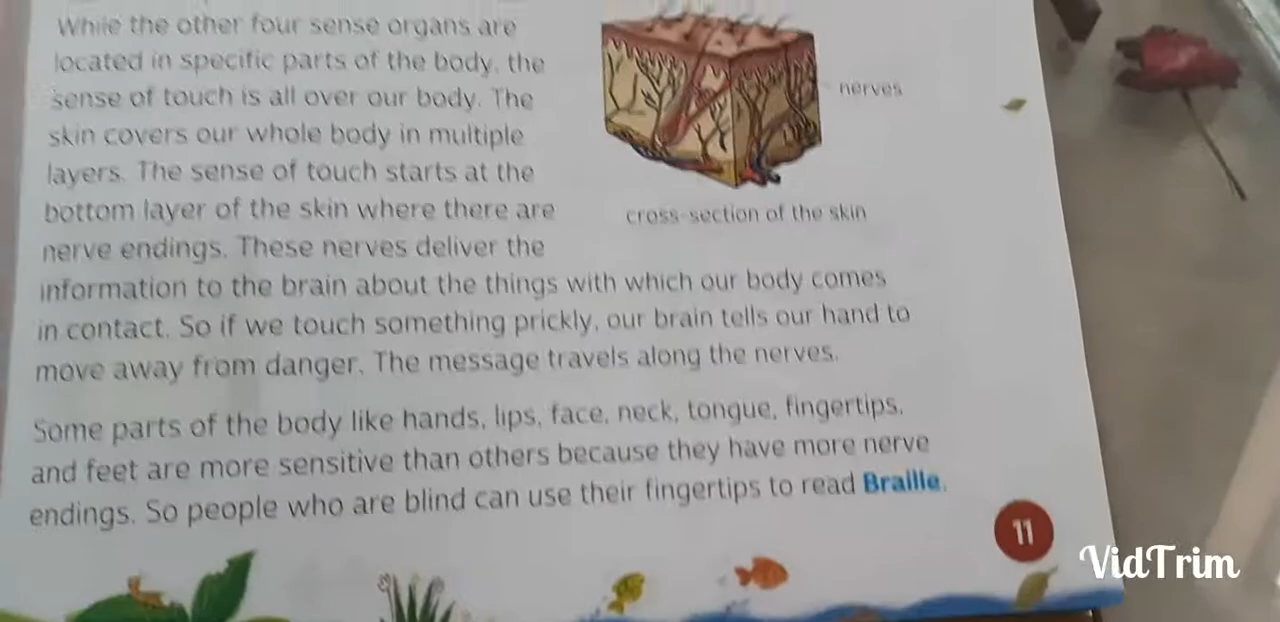 While the other four sense organs are
located in specific parts of the body, the
sense of touch is all over our body. The
skin covers our whole body in multiple
layers. The sense of touch starts at the
bottom layer of the skin where there are
nerve endings. These nerves deliver the
information to the brain about the things with which our body comes
in contact. So if we touch something prickly, our brain tells our hand to
move away from danger. The message travels along the nerves.
nerves
cross-section of the skin
Some parts of the body like hands, lips, face, neck, tongue, fingertips,
and feet are more sensitive than others because they have more nerve
endings. So people who are blind can use their fingertips to read Braille.
11
VidTrim